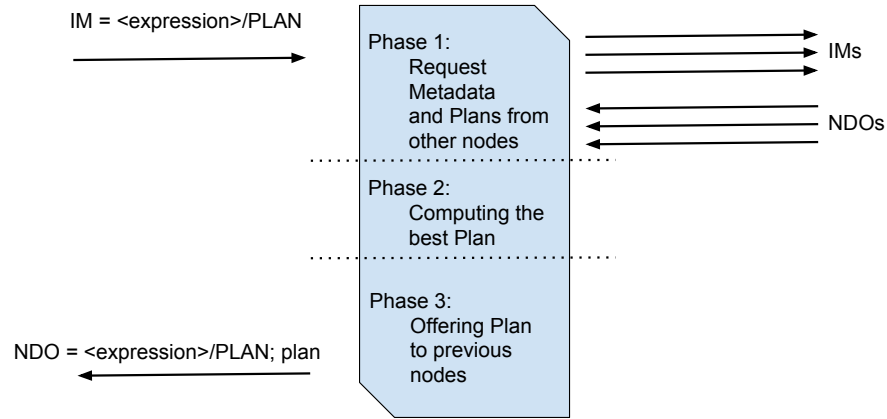 IM = <expression>/PLAN
Phase 1:
Request
Metadata
and Plans from
other nodes
IMs
NDOs
Phase 2:
Computing the
best Plan
Phase 3:
Offering Plan
to previous
nodes
NDO = <expression>/PLAN; plan